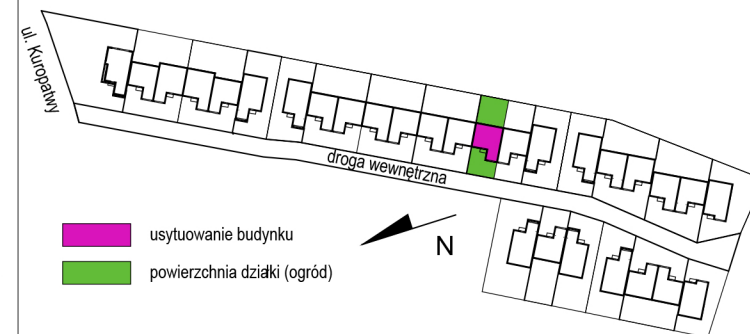 ul. Kuropatwy
droga wewnętrzna
usytuowanie budynku
N
powierzchnia działki (ogród)